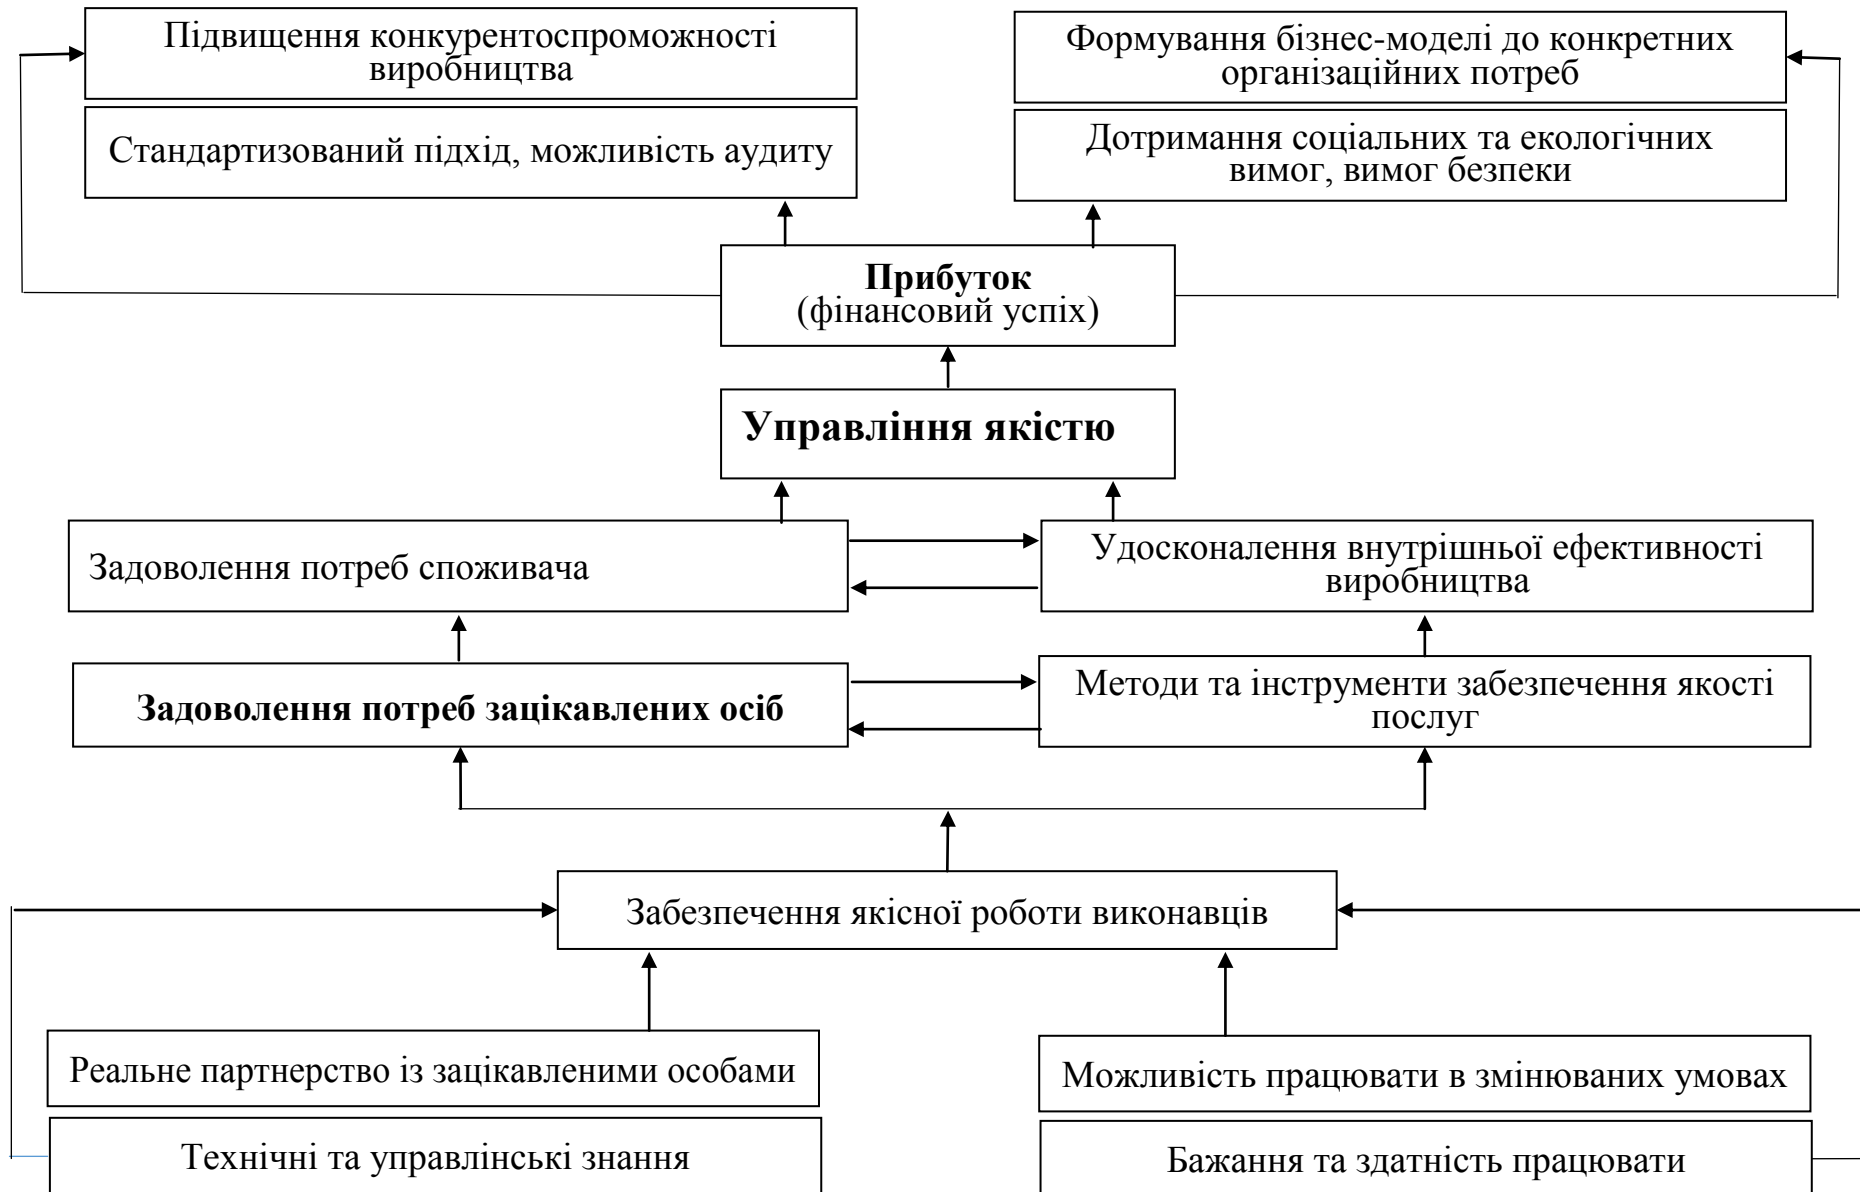 Підвищення конкурентоспроможності
виробництва
Формування бізнес-моделі до конкретних
організаційних потреб
Стандартизований підхід, можливість аудиту
Дотримання соціальних та екологічних
вимог, вимог безпеки
Прибуток
(фінансовий успіх)
Управління якістю
Задоволення потреб споживача
Удосконалення внутрішньої ефективності
виробництва
Задоволення потреб зацікавлених осіб
Методи та інструменти забезпечення якості
послуг
Забезпечення якісної роботи виконавців
Реальне партнерство із зацікавленими особами
Можливість працювати в змінюваних умовах
Технічні та управлінські знання
Бажання та здатність працювати